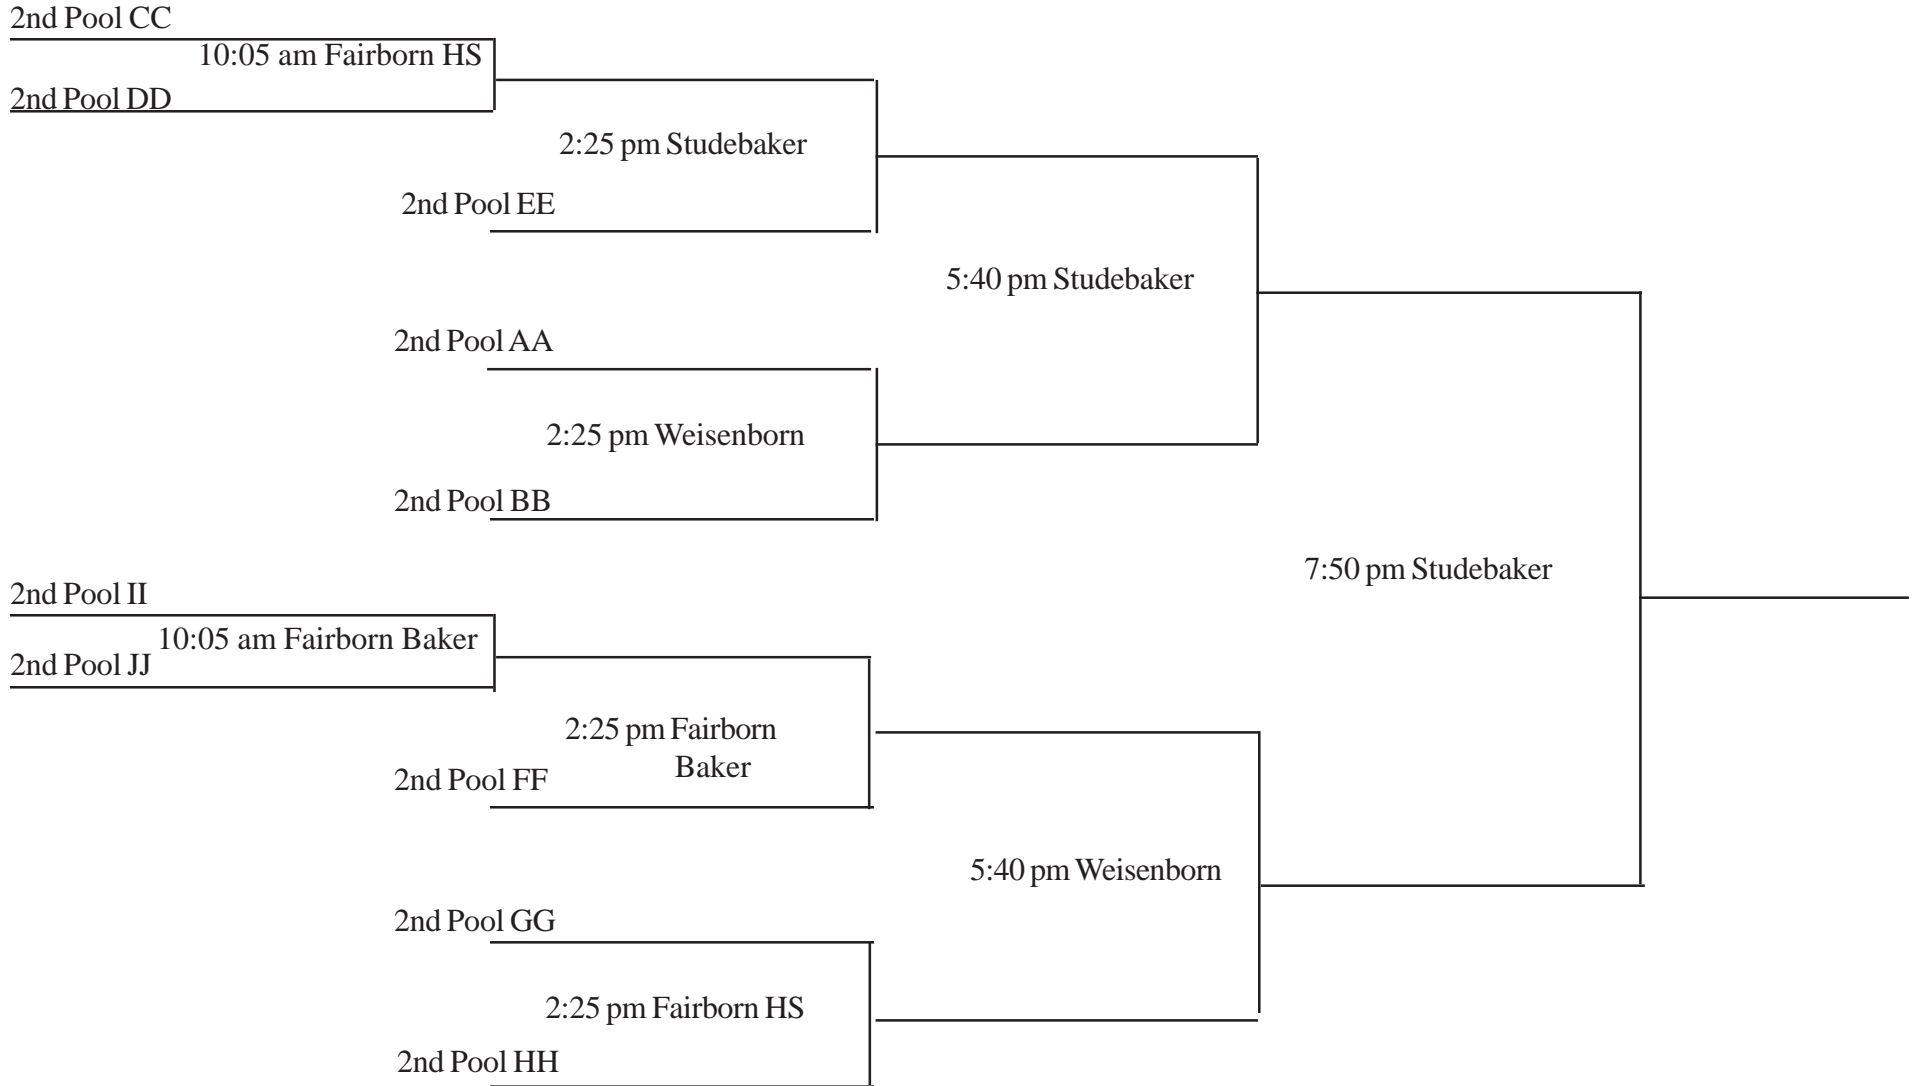 2nd Pool CC
10:05 am Fairborn HS
2nd Pool DD
2:25 pm Studebaker
2nd Pool EE
5:40 pm Studebaker
2nd Pool AA
2:25 pm Weisenborn
2nd Pool BB
7:50 pm Studebaker
2nd Pool II
10:05 am Fairborn Baker
2nd Pool JJ
2:25 pm Fairborn
Baker
2nd Pool FF
5:40 pm Weisenborn
2nd Pool GG
2:25 pm Fairborn HS
2nd Pool HH